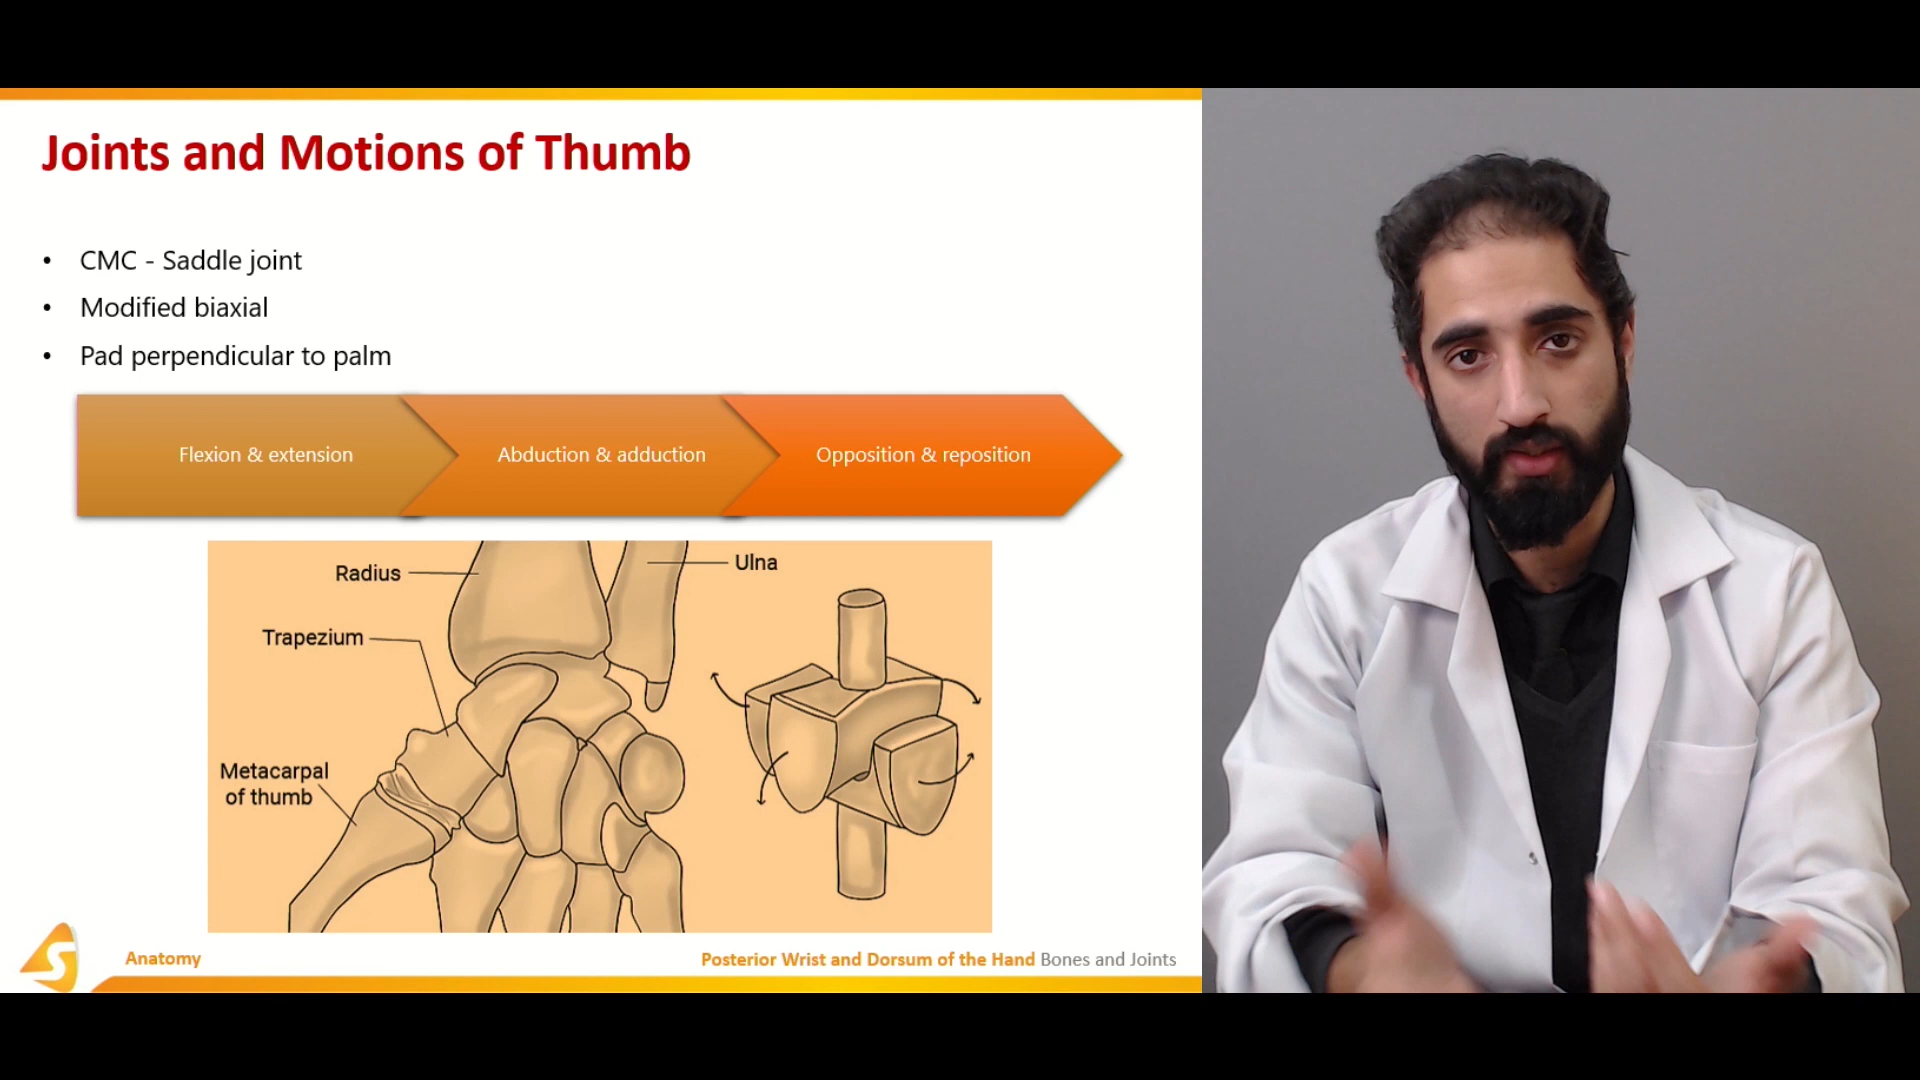 Joints and Motions of Thumb
• CMC - Saddle joint
• Modified biaxial
• Pad perpendicular to palm
Flexion & extension
Abduction & adduction
Opposition & reposition
Radius
Ulna
Trapezium
Metacarpal
of thumb
S
Anatomy
Posterior Wrist and Dorsum of the Hand Bones and Joints